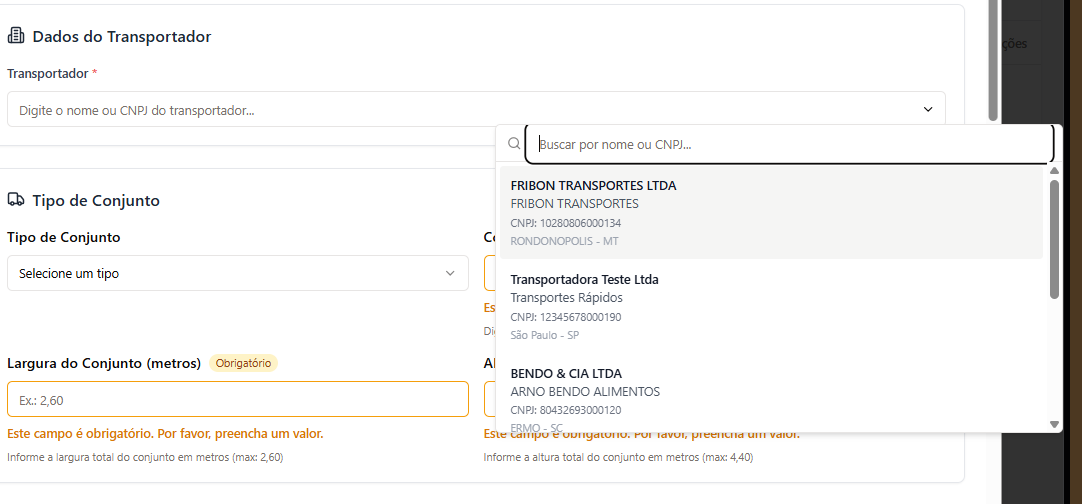 Dados do Transportador
ções
Transportador *
Digite o nome ou CNPJ do transportador...
Buscar por nome ou CNPJ...
FRIBON TRANSPORTES LTDA
FRIBON TRANSPORTES
CNPJ: 10280806000134
RONDONOPOLIS - MT
Transportadora Teste Ltda
Transportes Rápidos
CNPJ: 12345678000190
São Paulo - SP
BENDO & CIA LTDA
ARNO BENDO ALIMENTOS
CNPJ: 80432693000120
ERMO - SC
Tipo de Conjunto
Tipo de Conjunto
Selecione um tipo
Co
Es
Di
Largura do Conjunto (metros) Obrigatório
Al
Ex.: 2,60
Este campo é obrigatório. Por favor, preencha um valor.
Este campo é obrigatório. Por favor, preencha um valor.
Informe a largura total do conjunto em metros (max: 2,60)
Informe a altura total do conjunto em metros (max: 4,40)